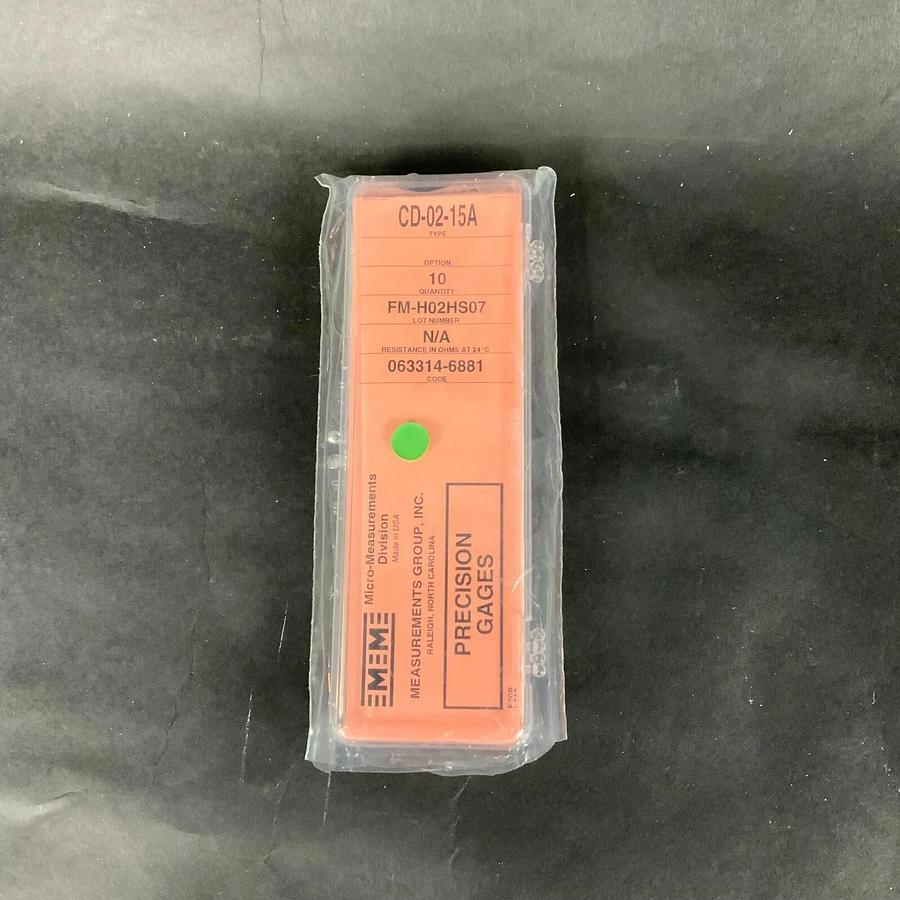 CD-02-15A
TYPE
OPTION
10
QUANTITY
FM-H02HS07
LOT NUMBER
N/A
RESISTANCE IN OHMS AT 24°C
063314-6881
CODE
MM
Micro-Measurements
Division
Made in USA
MEASUREMENTS GROUP, INC.
RALEIGH, NORTH CAROLINA
PRECISION
GAGES